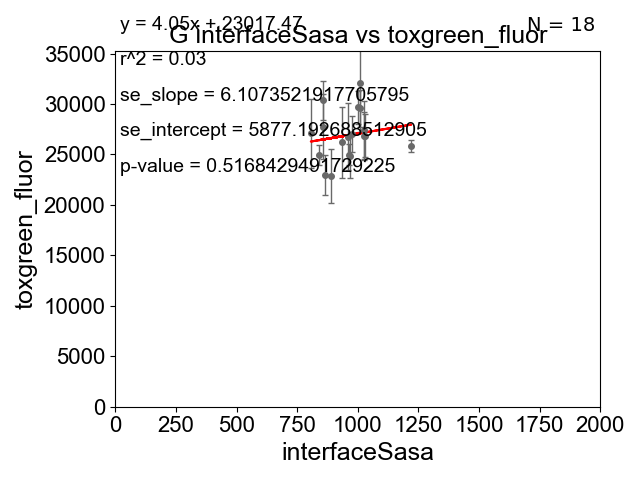 y = 4.05x + 23017.47
N = 18
G InterfaceSasa vs toxgreen_fluor
r^2 = 0.03
se_slope = 6.1073521917705795
se_intercept = 5877.192688512905
p-value = 0.5168429491729225
toxgreen_fluor
35000
30000
25000
20000
15000
10000
5000
0
0 250 500 750 1000 1250 1500 1750 2000
interfaceSasa